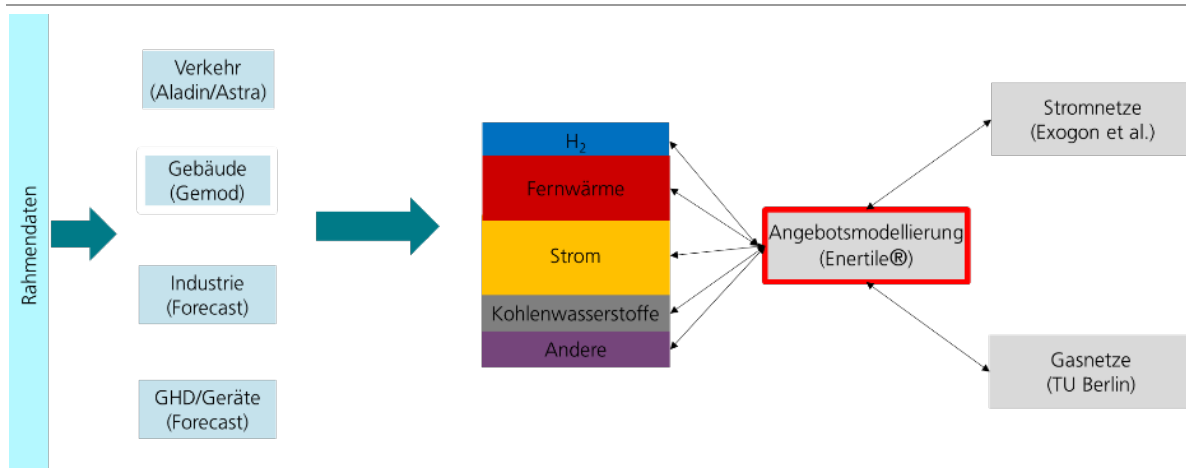 Rahmendaten
Verkehr
(Aladin/Astra)
Gebäude
(Gemod)
Industrie
(Forecast)
GHD/Geräte
(Forecast)
H₂
Fernwärme
Strom
Kohlenwasserstoffe
Andere
Angebotsmodellierung
(Enertile®)
Stromnetze
(Exogon et al.)
Gasnetze
(TU Berlin)